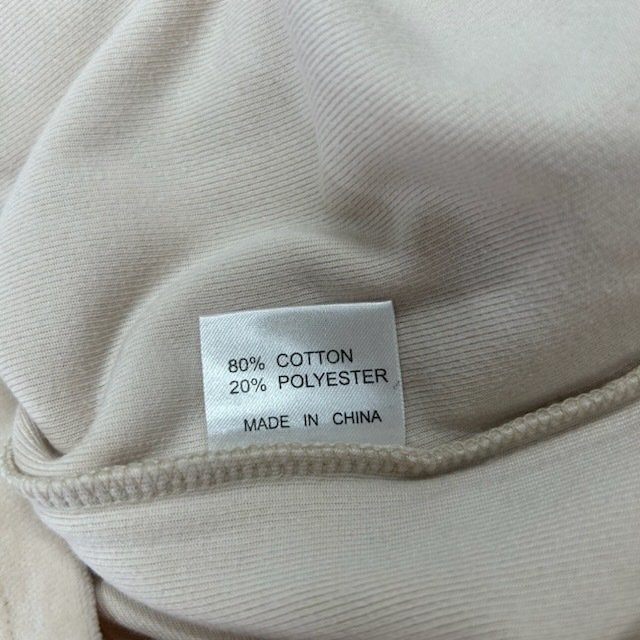 80% COTTON
20% POLYESTER
MADE IN CHINA